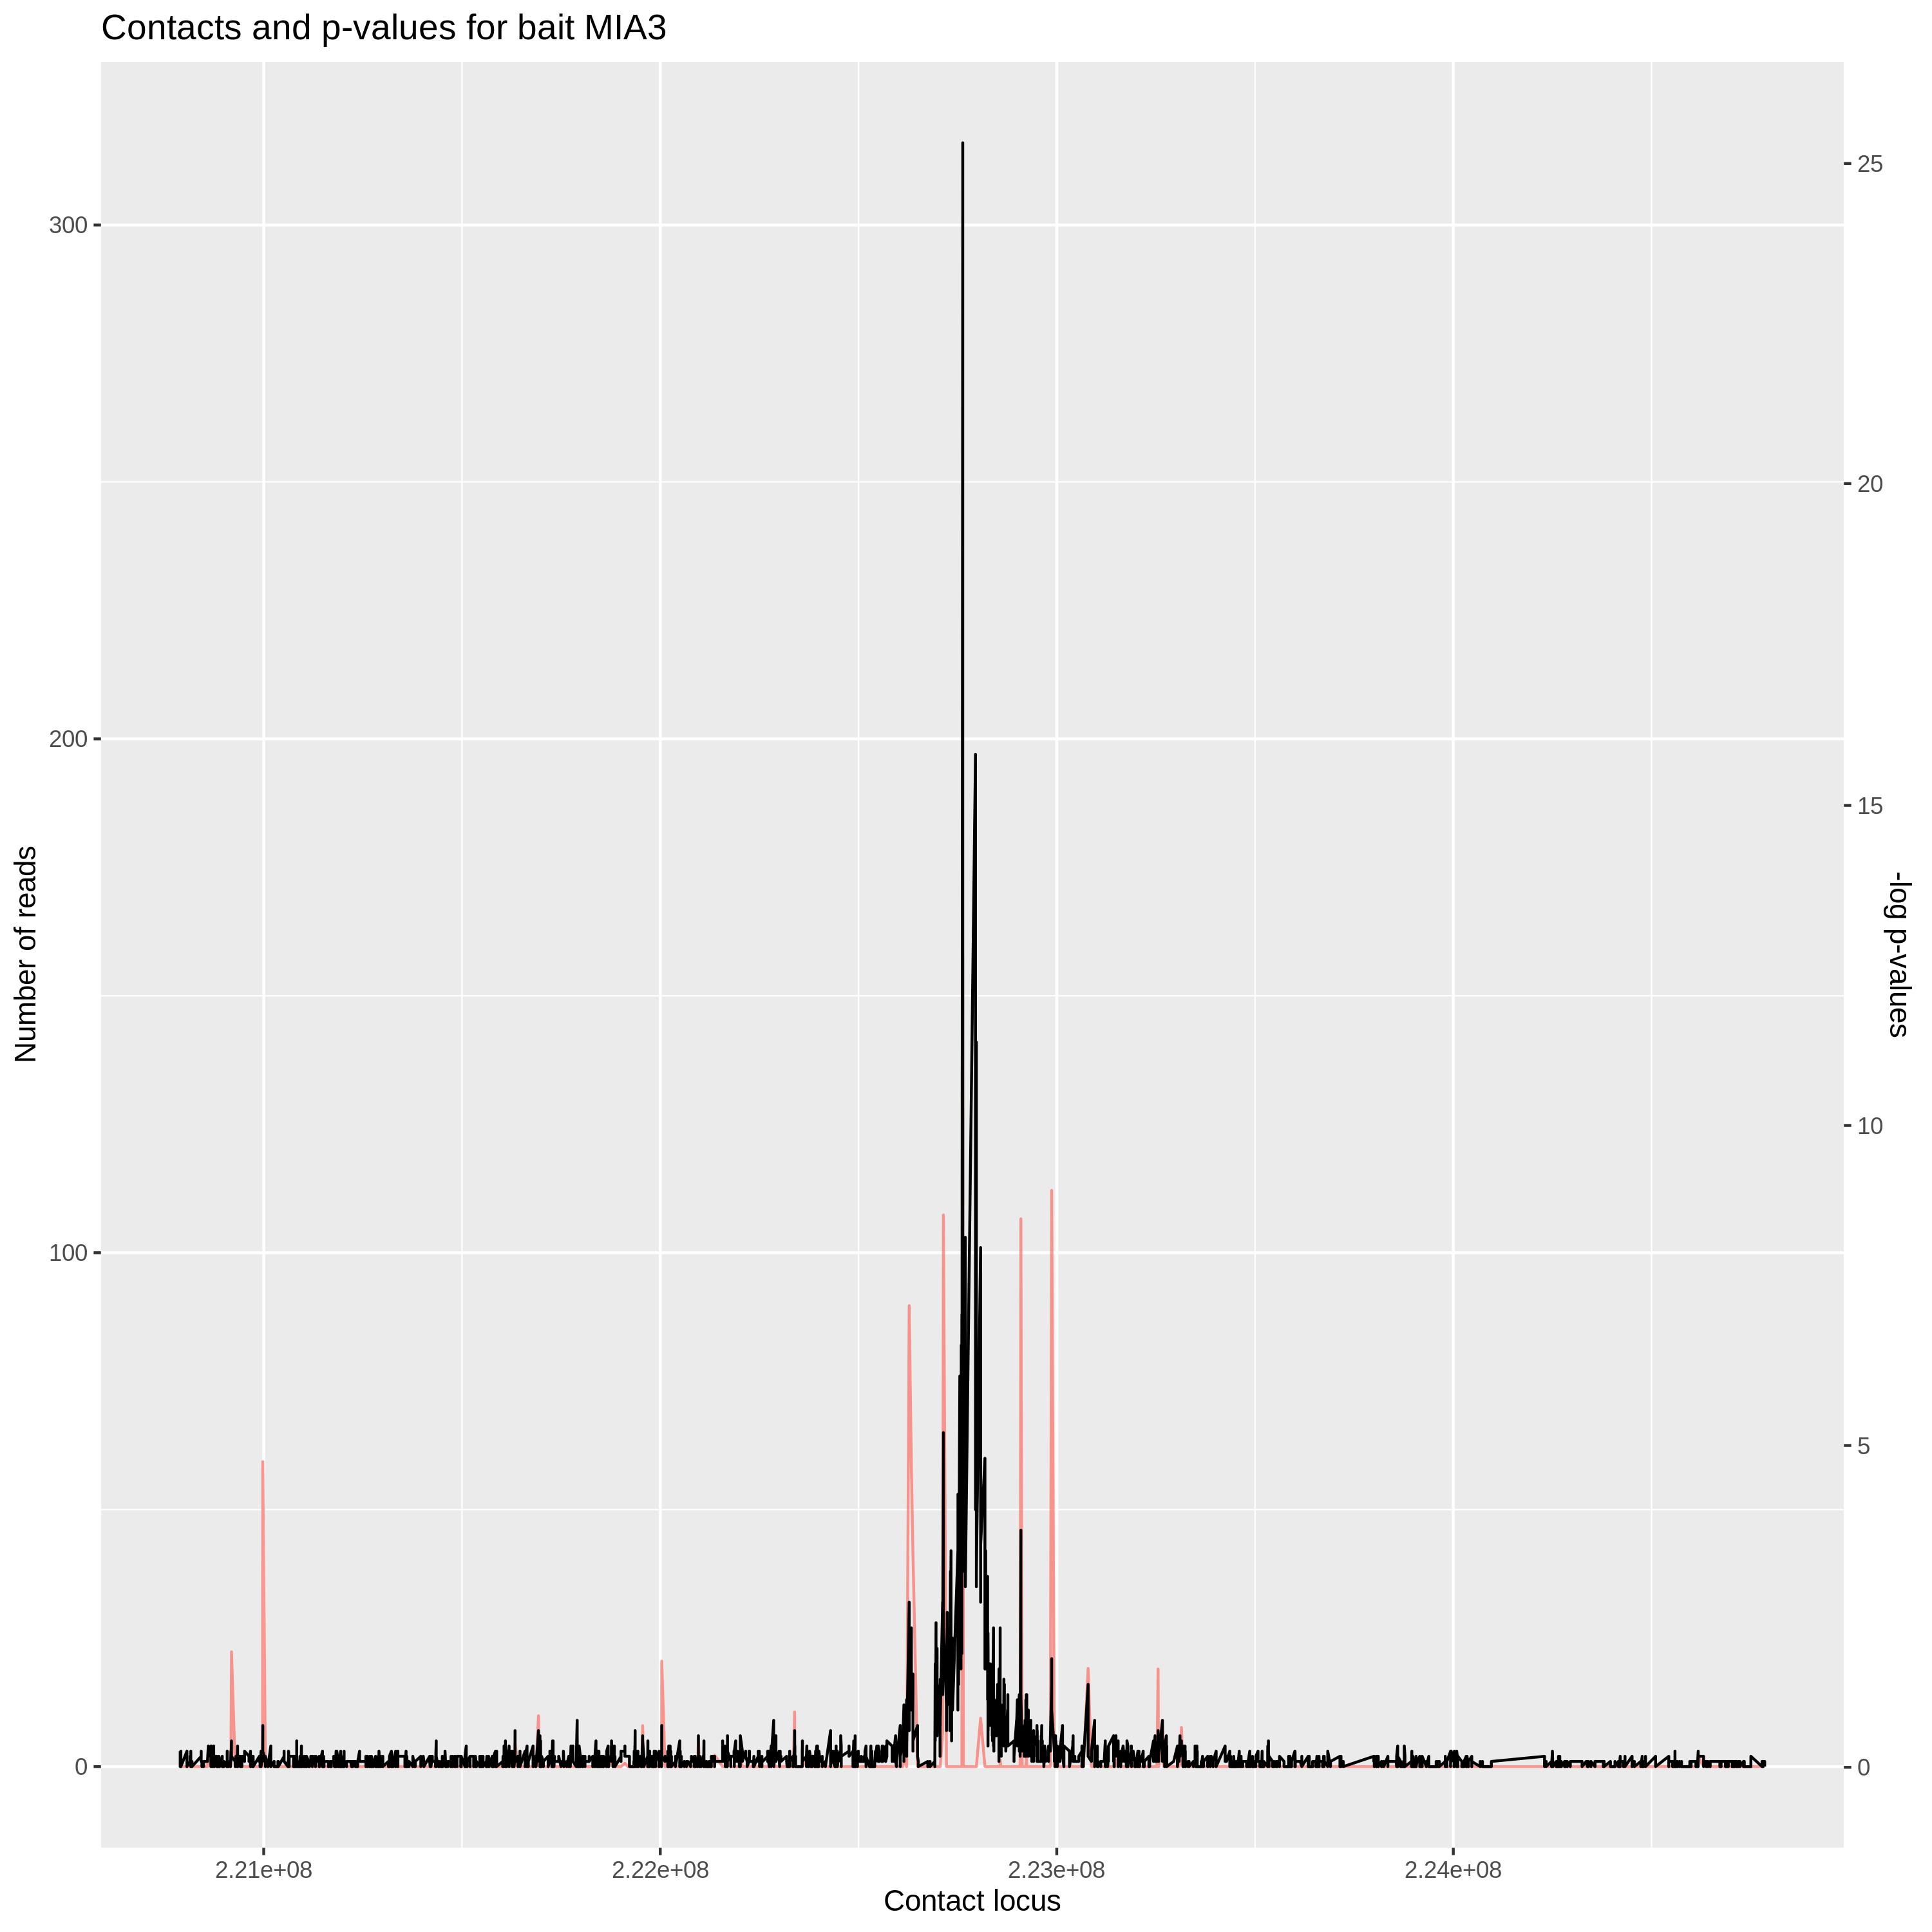 Contacts and p-values for bait MIA3
Number of reads
300
200
100
0
25
20
15
10
5
0
-log p-values
2.21e+08
2.22e+08
2.23e+08
2.24e+08
Contact locus